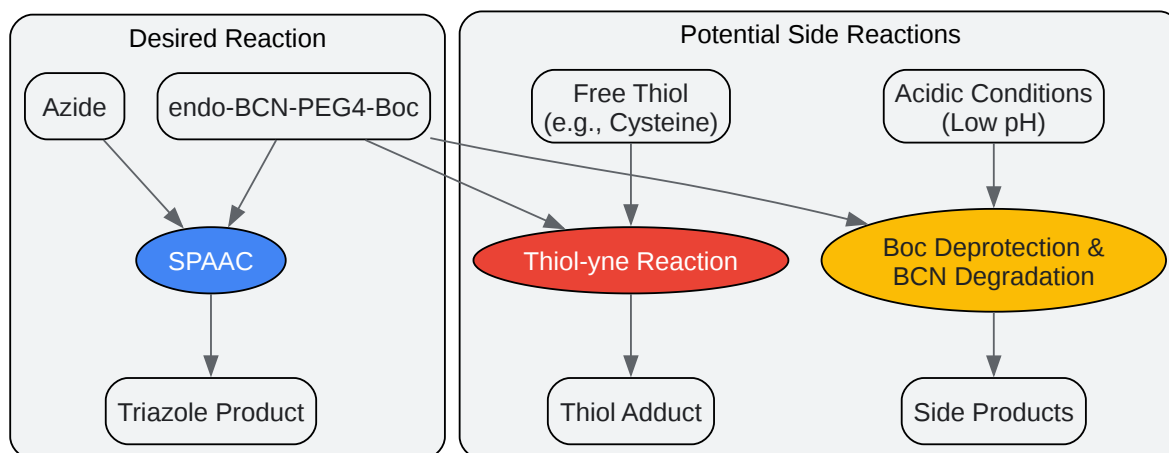 Desired Reaction
Azide
endo-BCN-PEG4-Boc
SPAAC
Triazole Product
Potential Side Reactions
Free Thiol
(e.g., Cysteine)
Acidic Conditions
(Low pH)
Thiol-yne Reaction
Boc Deprotection &
BCN Degradation
Thiol Adduct
Side Products